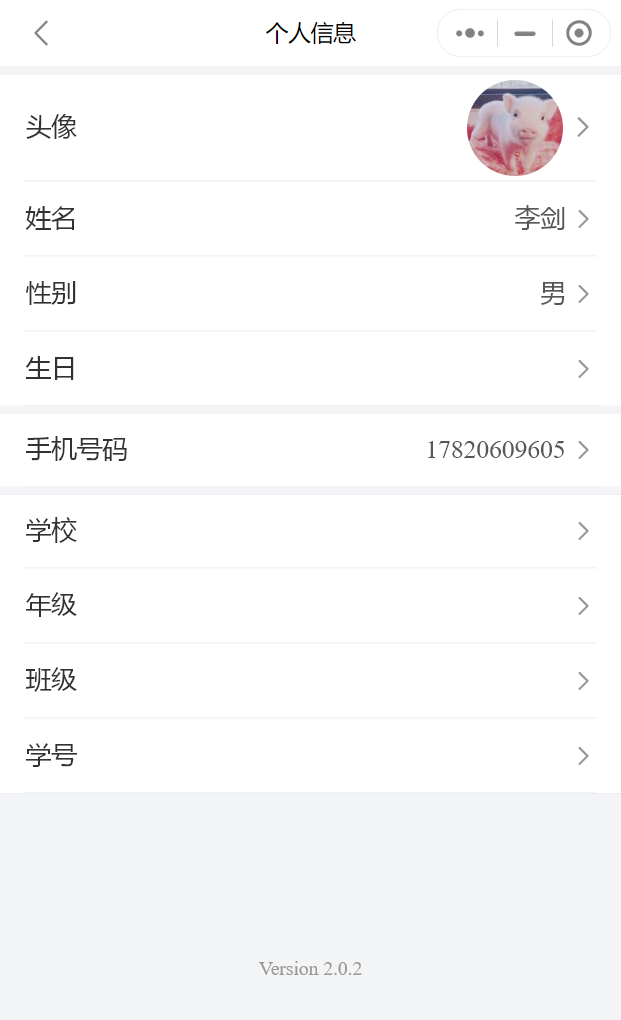 个人信息
头像
姓名 李剑
性别 男
生日
手机号码 17820609605
学校
年级
班级
学号
Version 2.0.2